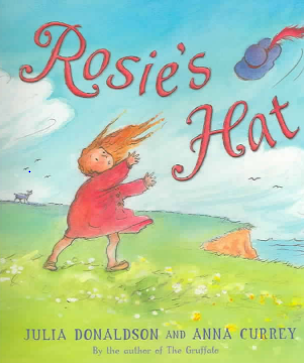 Rosie's
Hat
JULIA DONALDSON AND ANNA CURREY
By the author of The Gruffalo